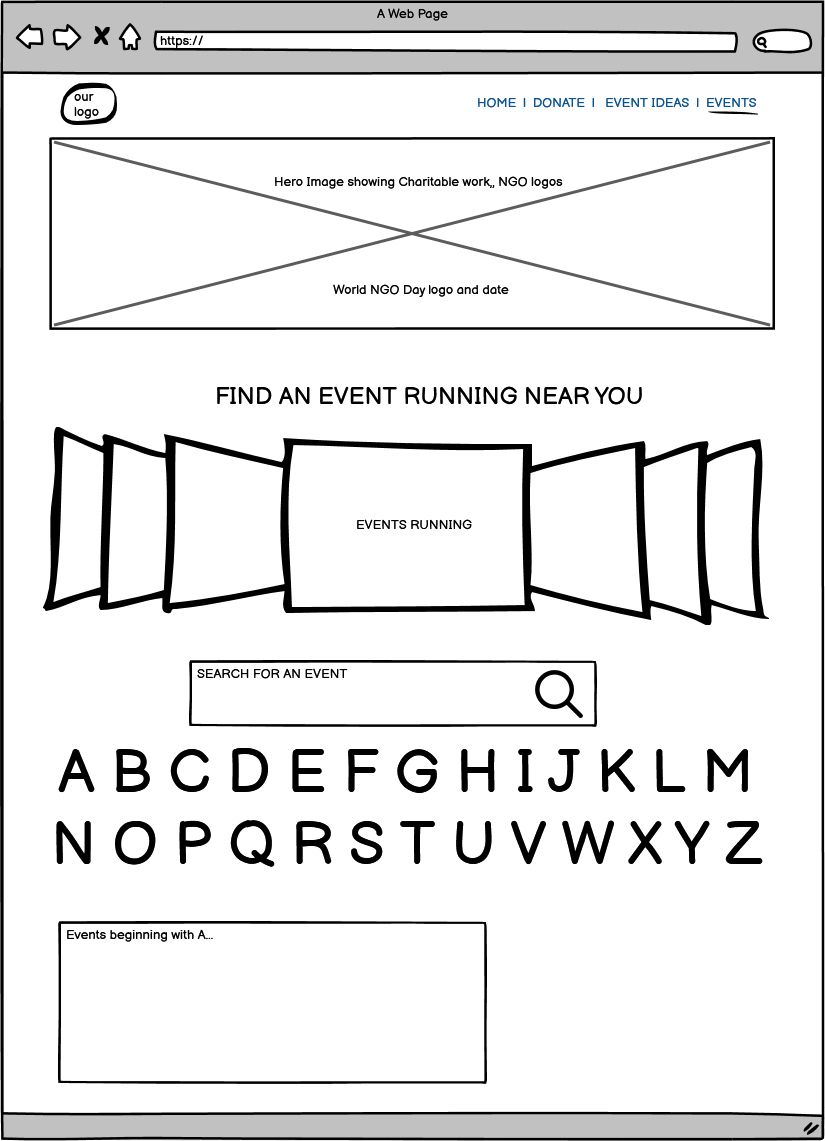 A Web Page
https://
our
logo
HOME | DONATE | EVENT IDEAS | EVENTS
Hero Image showing Charitable work,, NGO logos
World NGO Day logo and date
FIND AN EVENT RUNNING NEAR YOU
EVENTS RUNNING
SEARCH FOR AN EVENT
A B C D E F G H I J K L M
N O P Q R S T U V W X Y Z
Events beginning with A...